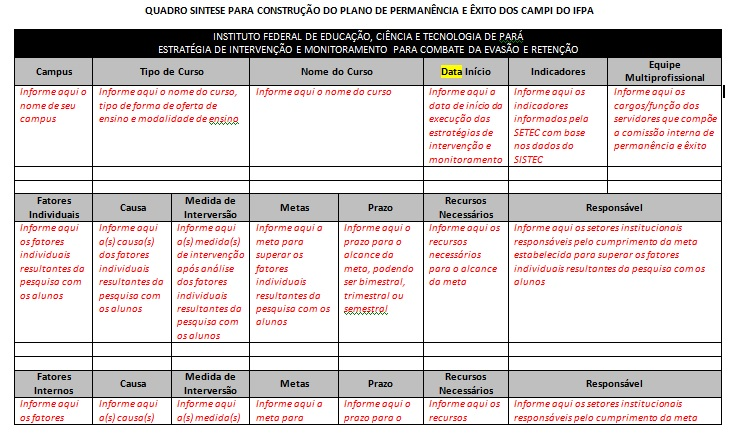 QUADRO SINTESE PARA CONSTRUÇÃO DO PLANO DE PERMANÊNCIA E ÊXITO DOS CAMPI DO IFPA
INSTITUTO FEDERAL DE EDUCAÇÃO, CIÊNCIA E TECNOLOGIA DE PARÁ
ESTRATÉGIA DE INTERVENÇÃO E MONITORAMENTO PARA COMBATE DA EVASÃO E RETENÇÃO
Campus
Tipo de Curso
Nome do Curso
Data Início
Indicadores
Equipe
Multiprofissional
Informe aqui o
nome de seu
campus
Informe aqui o nome do curso,
tipo de forma de oferta de
ensino e modalidade de ensino
Informe aqui o nome do curso
Informe aqui a
data de início da
execução das
estratégias de
intervenção e
monitoramento
Informe aqui os
indicadores
informados pela
SETEC com base
nos dados do
SISTEC
Informe aqui os
cargos/função dos
servidores que compõe
a comissão interna de
permanência e êxito
Fatores
Individuais
Causa
Medida de
Interversão
Metas
Prazo
Recursos
Necessários
Responsável
Informe aqui
os fatores
individuais
resultantes da
pesquisa com
os alunos
Informe aqui
a(s) causa(s)
dos fatores
individuais
resultantes da
pesquisa com
os alunos
Informe aqui
a(s) medida(s)
de intervenção
após análise
dos fatores
individuais
resultantes da
pesquisa com
os alunos
Informe aqui a
meta para
superar os
fatores
individuais
resultantes da
pesquisa com os
alunos
Informe aqui o
prazo para o
alcance da
meta, podendo
ser bimestral,
trimestral ou
semestral
Informe aqui os
recursos
necessários
para o alcance
da meta
Informe aqui os setores institucionais
responsáveis pelo cumprimento da meta
estabelecida para superar os fatores
individuais resultantes da pesquisa com os
alunos
Fatores
Internos
Causa
Medida de
Interversão
Metas
Prazo
Recursos
Necessários
Responsável
Informe aqui
os fatores
Informe aqui
a(s) causa(s)
Informe aqui
a(s) medida(s)
Informe aqui a
meta para
Informe aqui o
prazo para o
Informe aqui os
recursos
Informe aqui os setores institucionais
responsáveis pelo cumprimento da meta